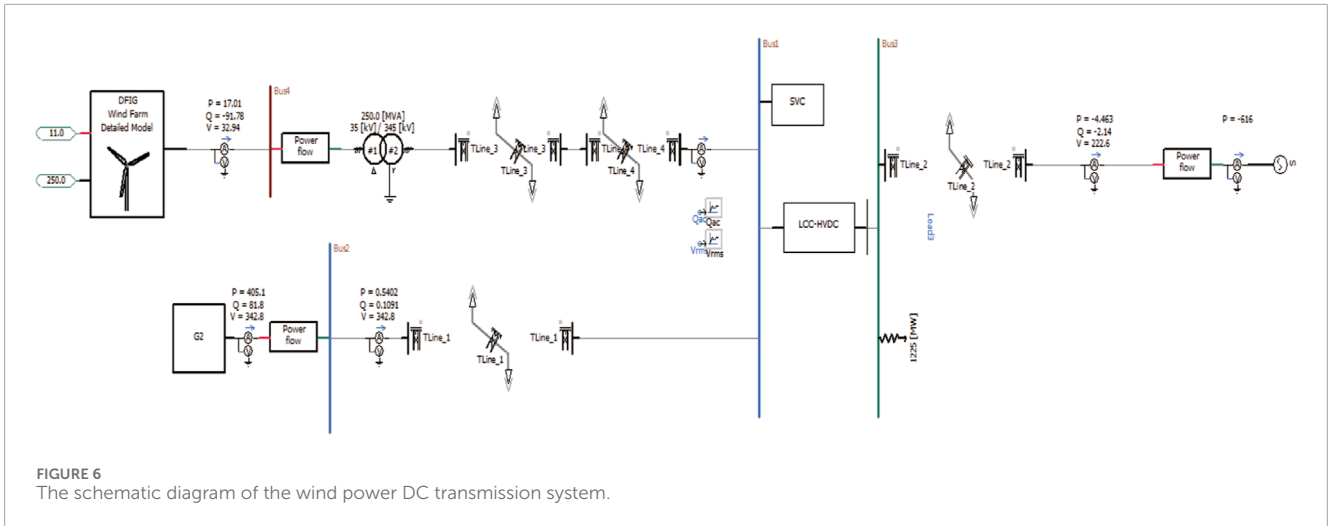 Bus1
Bus3
DFIG
Wind Farm
Detailed Model
11.0
250.0
P = 17.01
Q = -91.78
V = 32.94
A
V
Bus4
Power
flow
250.0 [MVA]
35 [kV] / 345 [kV]
#1
#2
Δ
Y
TLine_3
TLine_3
TLine_3
TLine_4
TLine_4
A
V
SVC
Qac
Qac
Vrms
Vrms
LCC-HVDC
TLine_2
TLine_2
TLine_2
Load3
P = -4.463
Q = -2.14
V = 222.6
A
V
Power
flow
P = -616
A
V
S
1225 [MW]
Bus2
G2
P = 405.1
Q = 81.8
V = 342.8
A
V
Power
flow
P = 0.5402
Q = 0.1091
V = 342.8
A
V
TLine_1
TLine_1
TLine_1
FIGURE 6
The schematic diagram of the wind power DC transmission system.